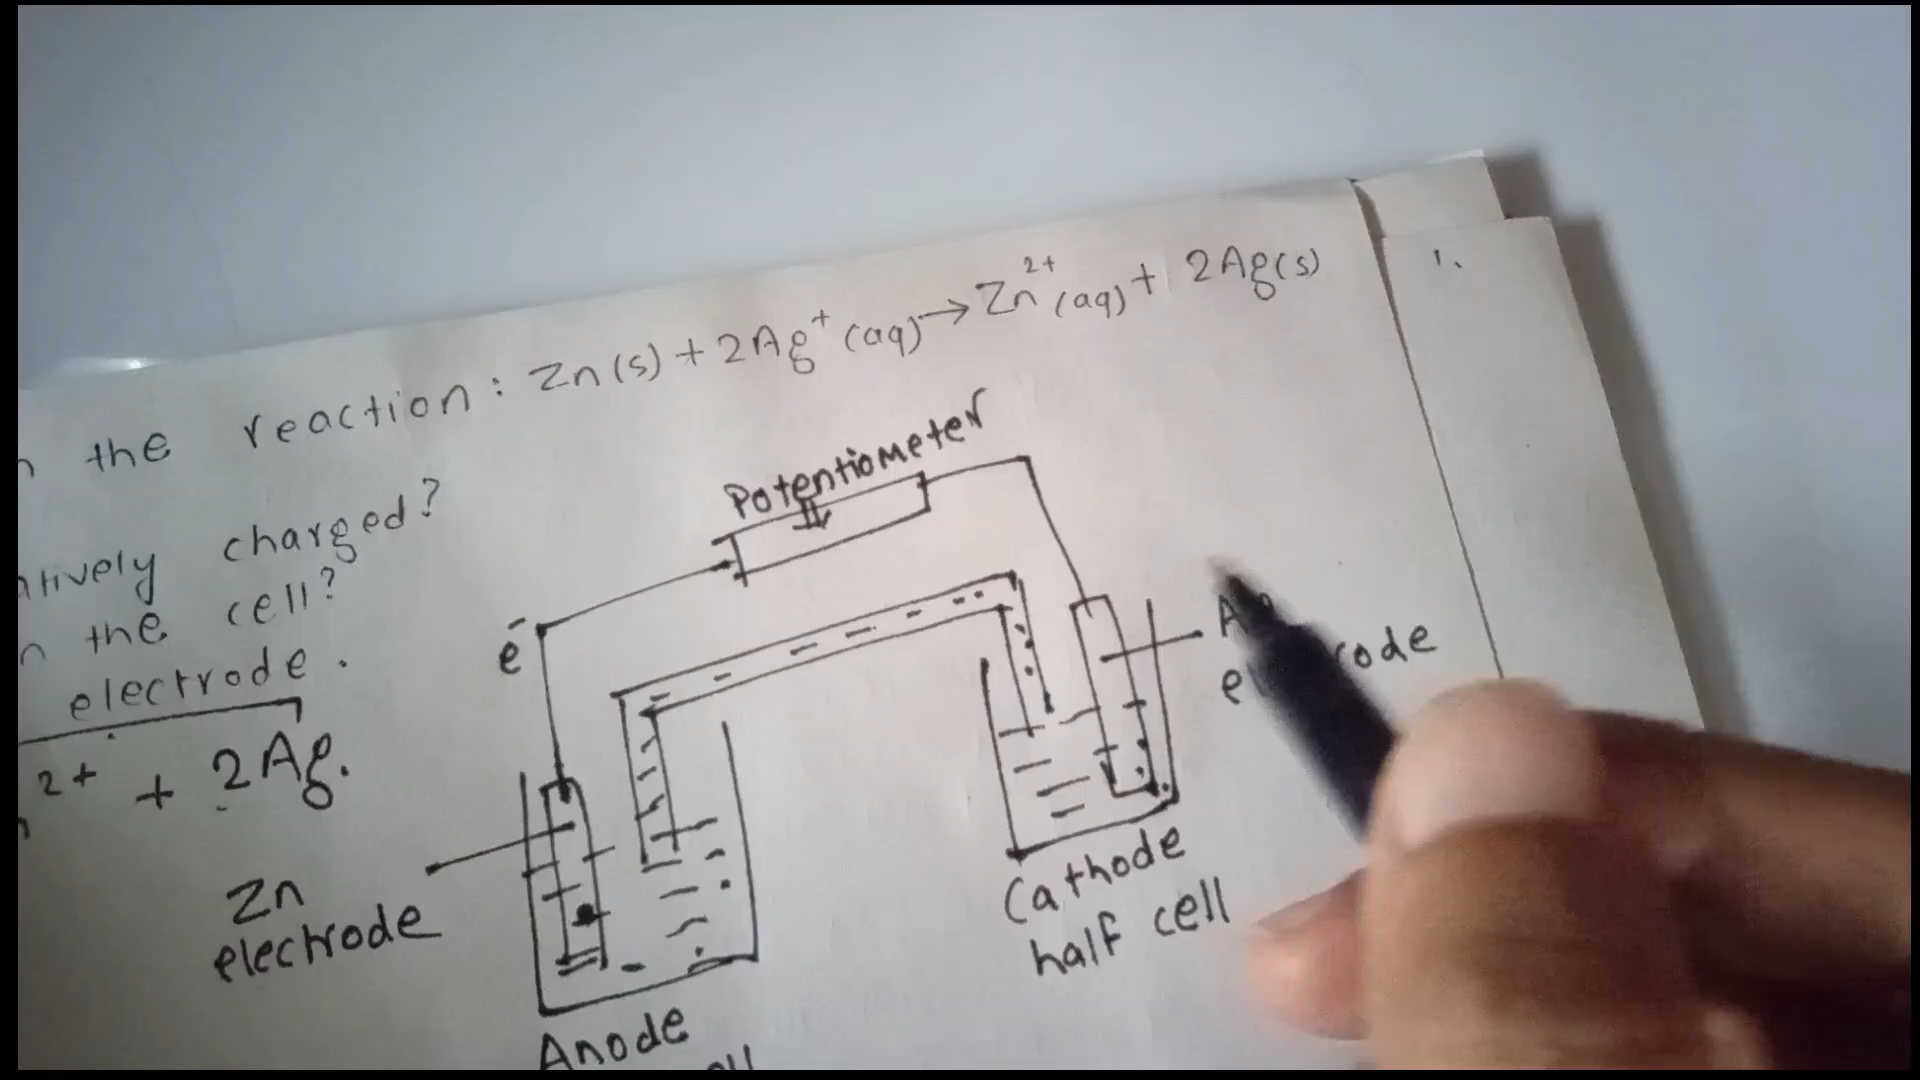 the reaction: Zn(s) + 2Ag⁺(aq) → Zn²⁺(aq) + 2Ag(s)
1.
charged?
the cell?
electrode.
2+ + 2Ag.
Potentiometer
e⁻
electrode
Zn
electrode
Cathode
half cell
Anode